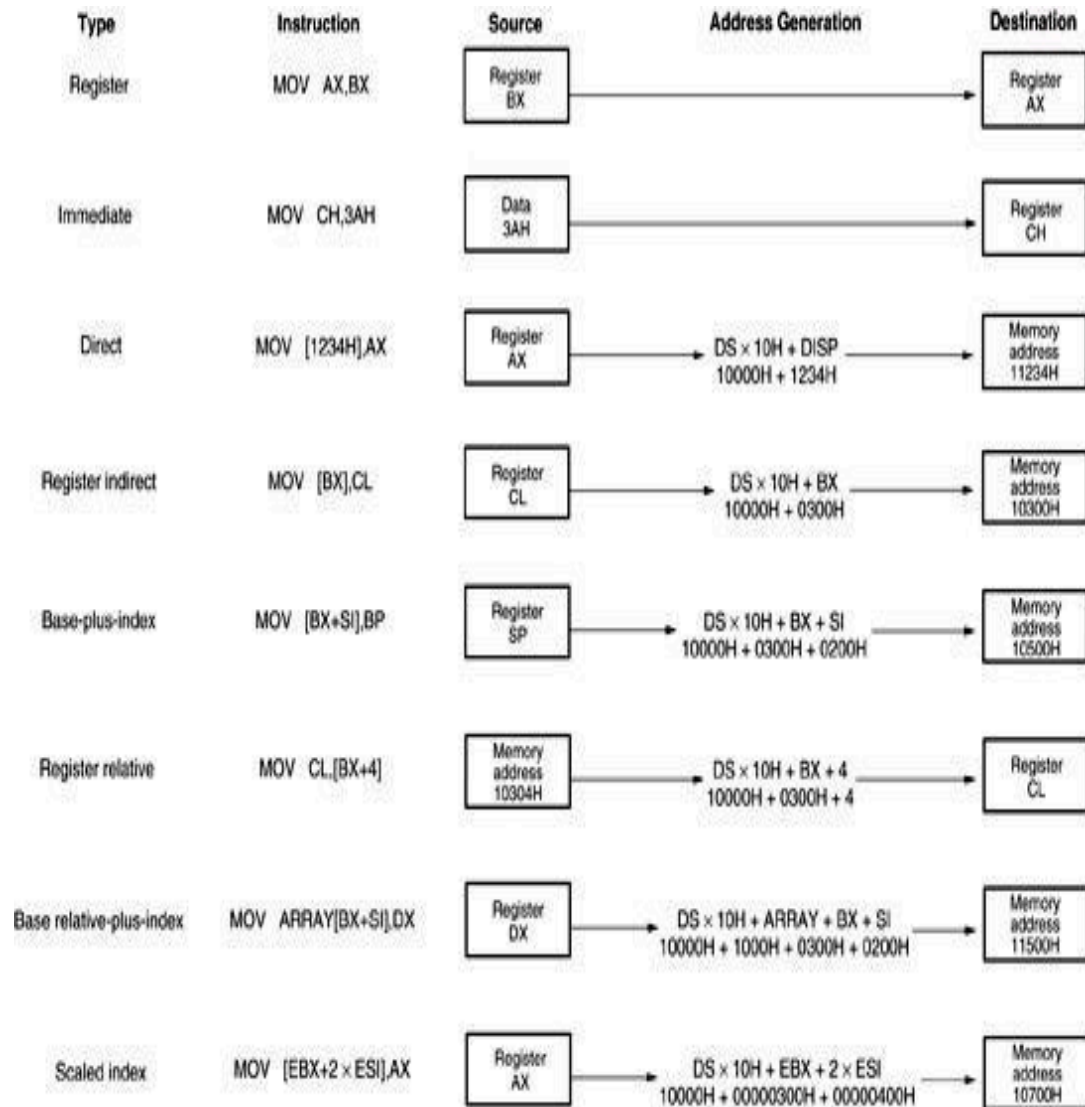 Type Instruction Source Address Generation Destination
Register MOV AX,BX Register BX Register AX
Immediate MOV CH,3AH Data 3AH Register CH
Direct MOV [1234H],AX Register AX DS × 10H + DISP Memory address 11234H
10000H + 1234H
Register indirect MOV [BX],CL Register CL DS × 10H + BX Memory address 10300H
10000H + 0300H
Base-plus-index MOV [BX+SI],BP Register SP DS × 10H + BX + SI Memory address 10500H
10000H + 0300H + 0200H
Register relative MOV CL,[BX+4] Memory address 10304H DS × 10H + BX + 4 Register CL
10000H + 0300H + 4
Base relative-plus-index MOV ARRAY[BX+SI],DX Register DX DS × 10H + ARRAY + BX + SI Memory address 11500H
10000H + 1000H + 0300H + 0200H
Scaled index MOV [EBX+2 × ESI],AX Register AX DS × 10H + EBX + 2 × ESI Memory address 10700H
10000H + 00000300H + 00000400H